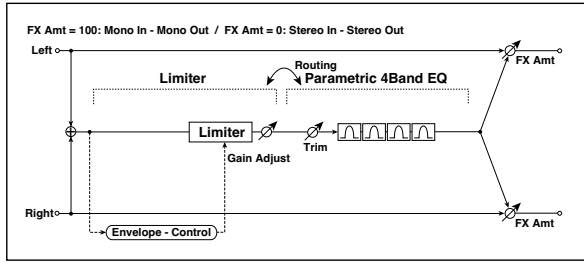 FX Amt = 100: Mono In - Mono Out / FX Amt = 0: Stereo In - Stereo Out
Left
FX Amt
Routing
Limiter
Parametric 4Band EQ
Limiter
Gain Adjust
Trim
Right
FX Amt
Envelope - Control